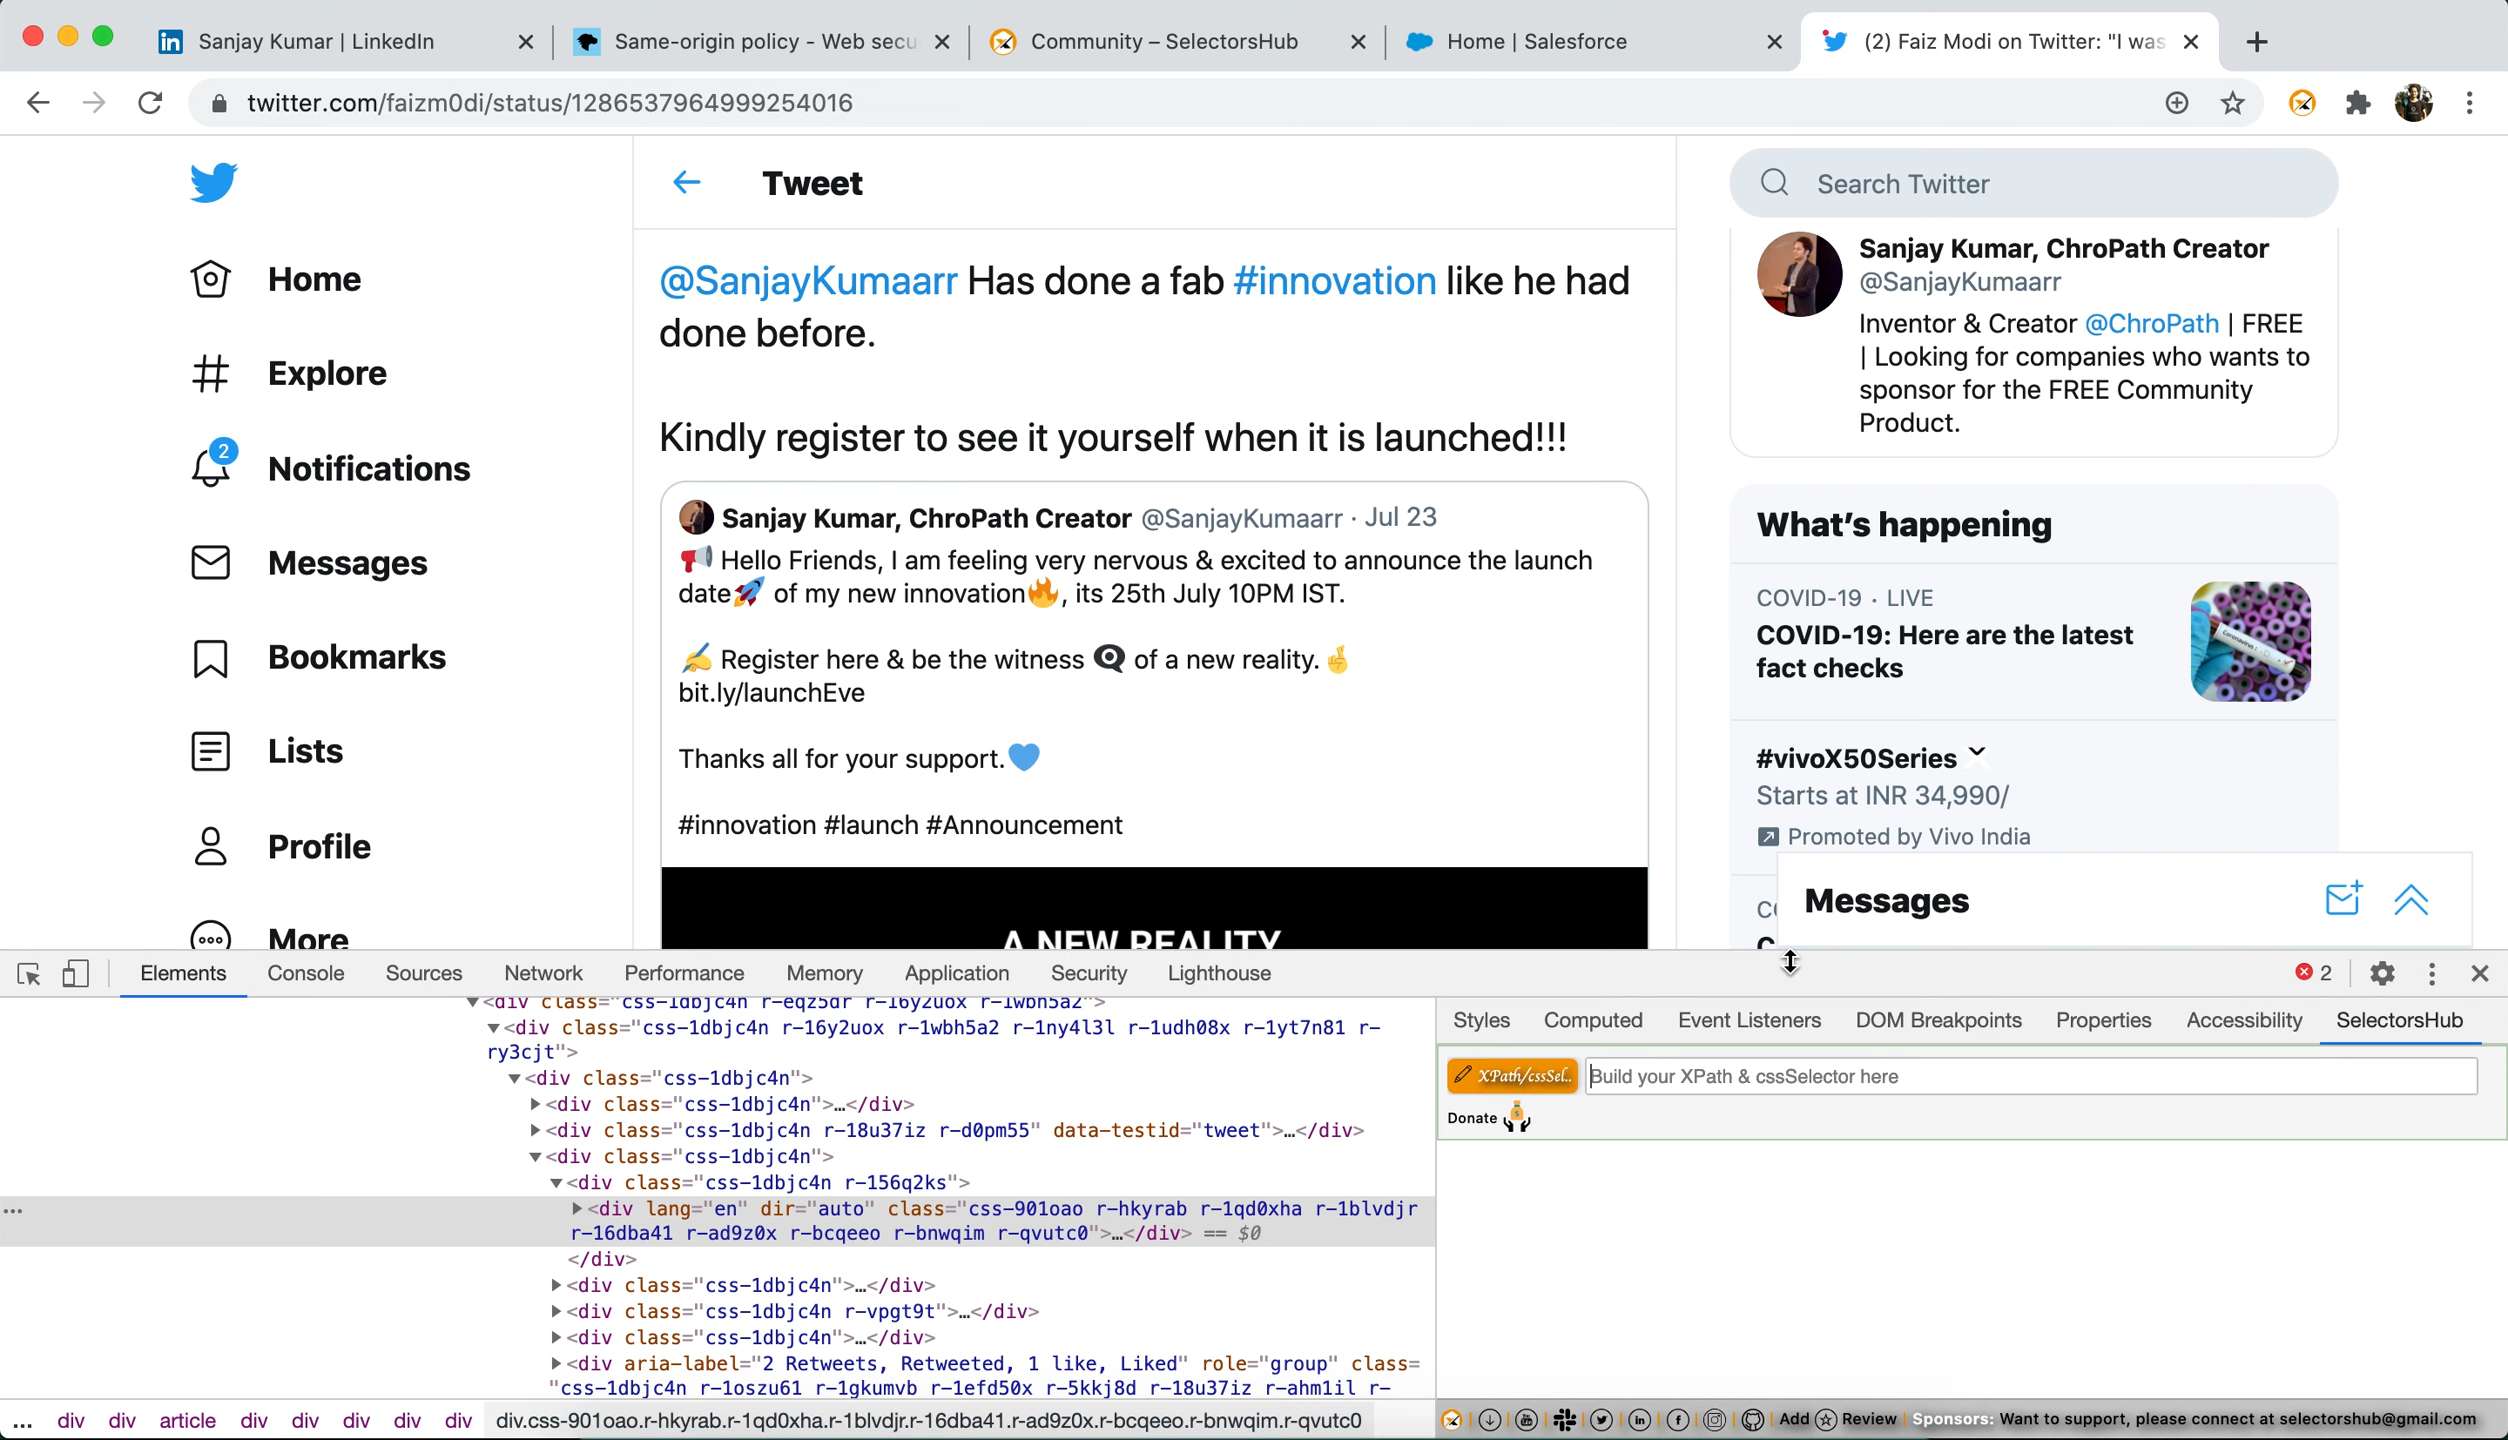 Sanjay Kumar | LinkedIn
Same-origin policy - Web secu
Community – SelectorsHub
Home | Salesforce
(2) Faiz Modi on Twitter: "I was
twitter.com/faizm0di/status/1286537964999254016
Home
Explore
2
Notifications
Messages
Bookmarks
Lists
Profile
More
Tweet
@SanjayKumaarr Has done a fab #innovation like he had
done before.
Kindly register to see it yourself when it is launched!!!
Sanjay Kumar, ChroPath Creator @SanjayKumaarr · Jul 23
📢 Hello Friends, I am feeling very nervous & excited to announce the launch
date🚀 of my new innovation🔥, its 25th July 10PM IST.
✍ Register here & be the witness 👁‍🗨 of a new reality.🤞
bit.ly/launchEve
Thanks all for your support.💙
#innovation #launch #Announcement
A NEW REALITY
Search Twitter
Sanjay Kumar, ChroPath Creator
@SanjayKumaarr
Inventor & Creator @ChroPath | FREE
| Looking for companies who wants to
sponsor for the FREE Community
Product.
What's happening
COVID-19 · LIVE
COVID-19: Here are the latest
fact checks
#vivoX50Series
Starts at INR 34,990/
Promoted by Vivo India
Messages
Elements Console Sources Network Performance Memory Application Security Lighthouse
2
▼<div class="css-1dbjc4n r-eqz5dr r-16y2uox r-1wbh5a2">
▼<div class="css-1dbjc4n r-16y2uox r-1wbh5a2 r-1ny4l3l r-1udh08x r-1yt7n81 r-
ry3cjt">
▼<div class="css-1dbjc4n">
▶<div class="css-1dbjc4n">…</div>
▶<div class="css-1dbjc4n r-18u37iz r-d0pm55" data-testid="tweet">…</div>
▼<div class="css-1dbjc4n">
▼<div class="css-1dbjc4n r-156q2ks">
▶<div lang="en" dir="auto" class="css-901oao r-hkyrab r-1qd0xha r-1blvdjr
r-16dba41 r-ad9z0x r-bcqeeo r-bnwqim r-qvutc0">…</div> == $0
</div>
▶<div class="css-1dbjc4n">…</div>
▶<div class="css-1dbjc4n r-vpgt9t">…</div>
▶<div class="css-1dbjc4n">…</div>
▶<div aria-label="2 Retweets, Retweeted, 1 like, Liked" role="group" class=
"css-1dbjc4n r-1oszu61 r-1gkumvb r-1efd50x r-5kkj8d r-18u37iz r-ahm1il r-
... div div article div div div div div div.css-901oao.r-hkyrab.r-1qd0xha.r-1blvdjr.r-16dba41.r-ad9z0x.r-bcqeeo.r-bnwqim.r-qvutc0
Styles Computed Event Listeners DOM Breakpoints Properties Accessibility SelectorsHub
XPath/cssSel..
Build your XPath & cssSelector here
Donate
Add Review Sponsors: Want to support, please connect at selectorshub@gmail.com